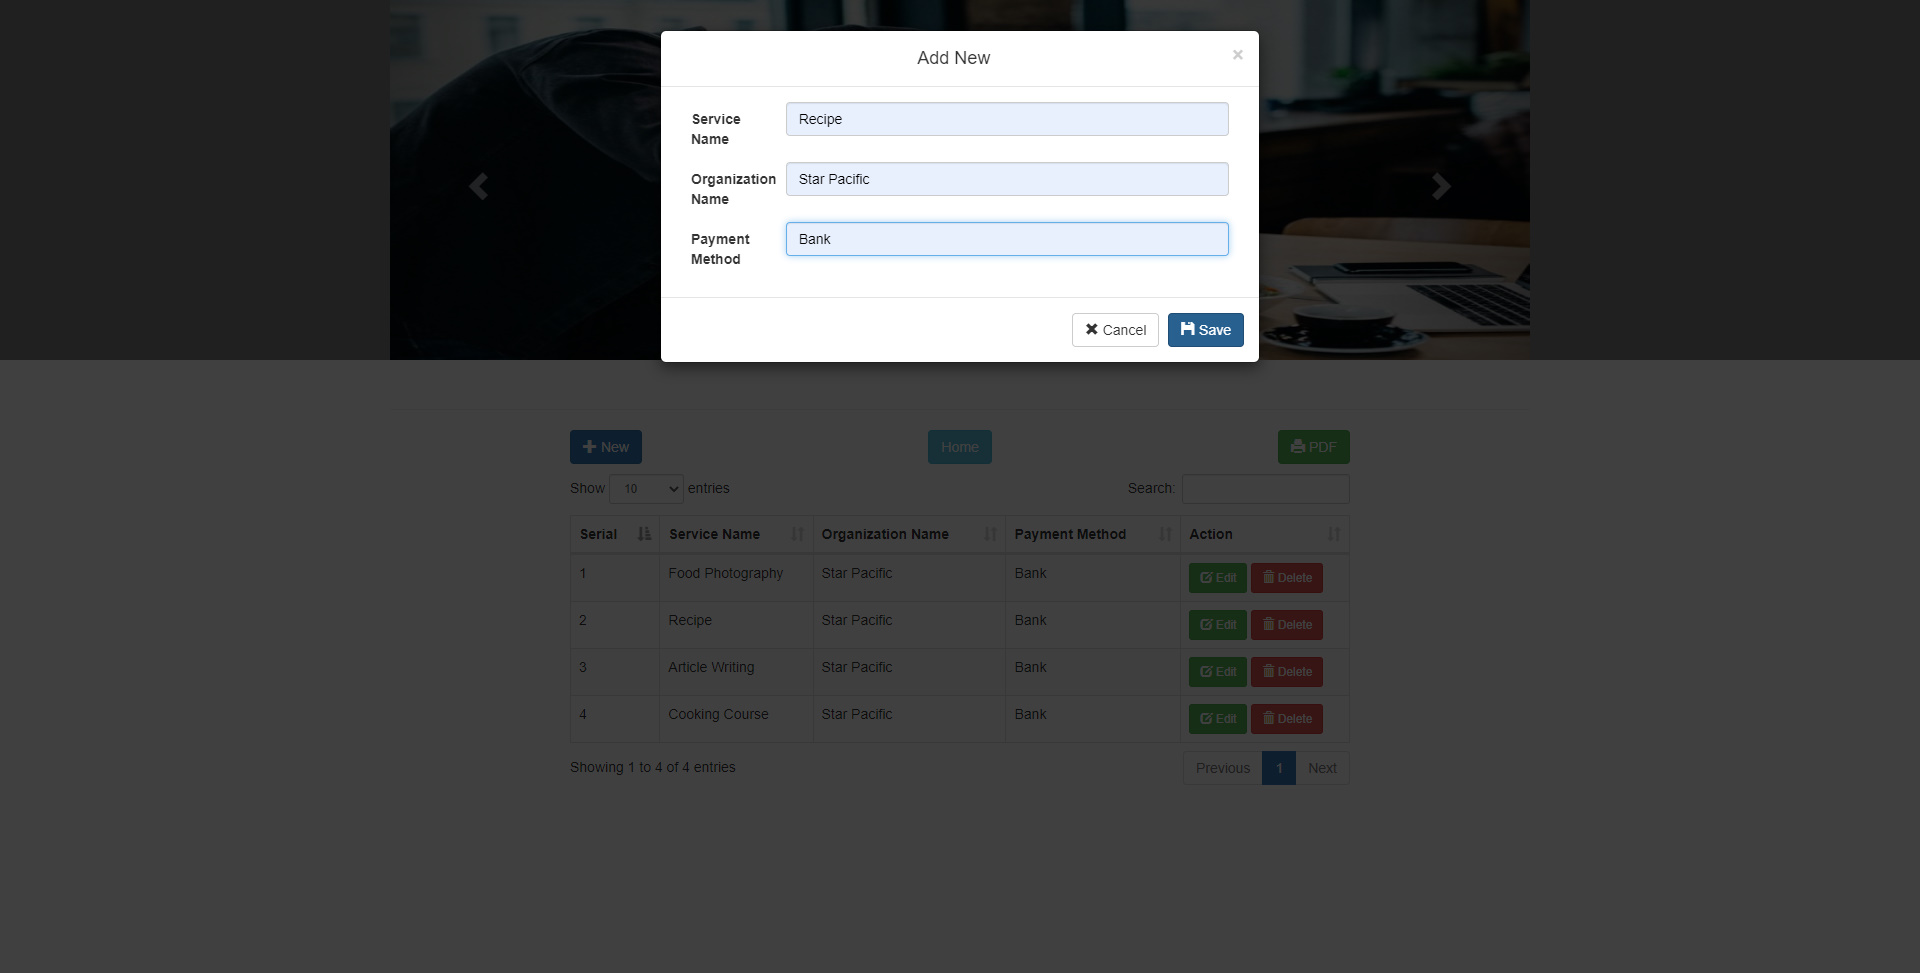 Add New
×
Service
Name
Recipe
Organization
Name
Star Pacific
Payment
Method
Bank
Cancel
Save
New
Home
PDF
Show 10 entries
Search:
Serial Service Name Organization Name Payment Method Action
1 Food Photography Star Pacific Bank Edit Delete
2 Recipe Star Pacific Bank Edit Delete
3 Article Writing Star Pacific Bank Edit Delete
4 Cooking Course Star Pacific Bank Edit Delete
Showing 1 to 4 of 4 entries
Previous 1 Next